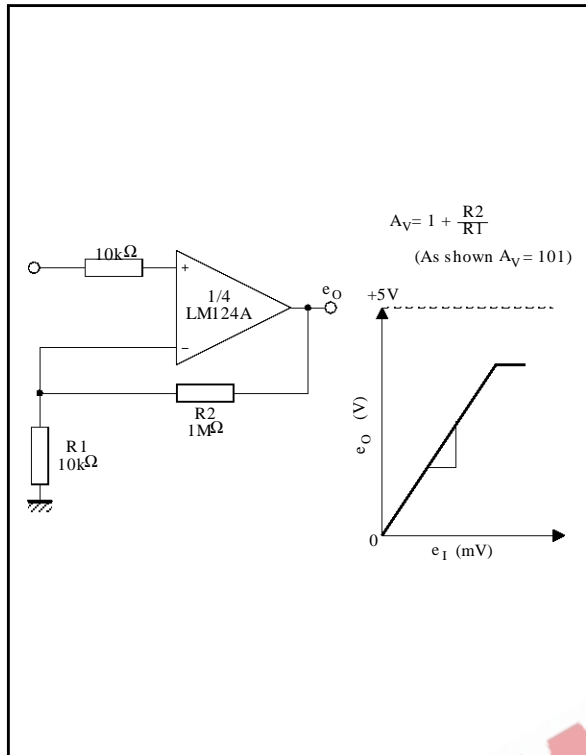 A_V = 1 + R2/R1
(As shown A_V = 101)
10kΩ
+
1/4
LM124A
−
e_O
R2
1MΩ
R1
10kΩ
+5V
e_O (V)
0
e_I (mV)